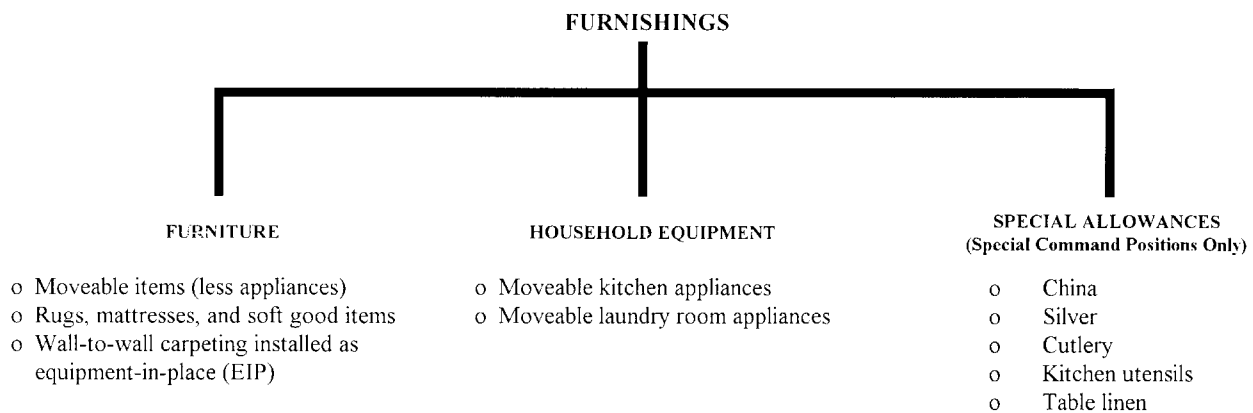 FURNISHINGS
FURNITURE
o Moveable items (less appliances)
o Rugs, mattresses, and soft good items
o Wall-to-wall carpeting installed as
equipment-in-place (EIP)
HOUSEHOLD EQUIPMENT
o Moveable kitchen appliances
o Moveable laundry room appliances
SPECIAL ALLOWANCES
(Special Command Positions Only)
o China
o Silver
o Cutlery
o Kitchen utensils
o Table linen